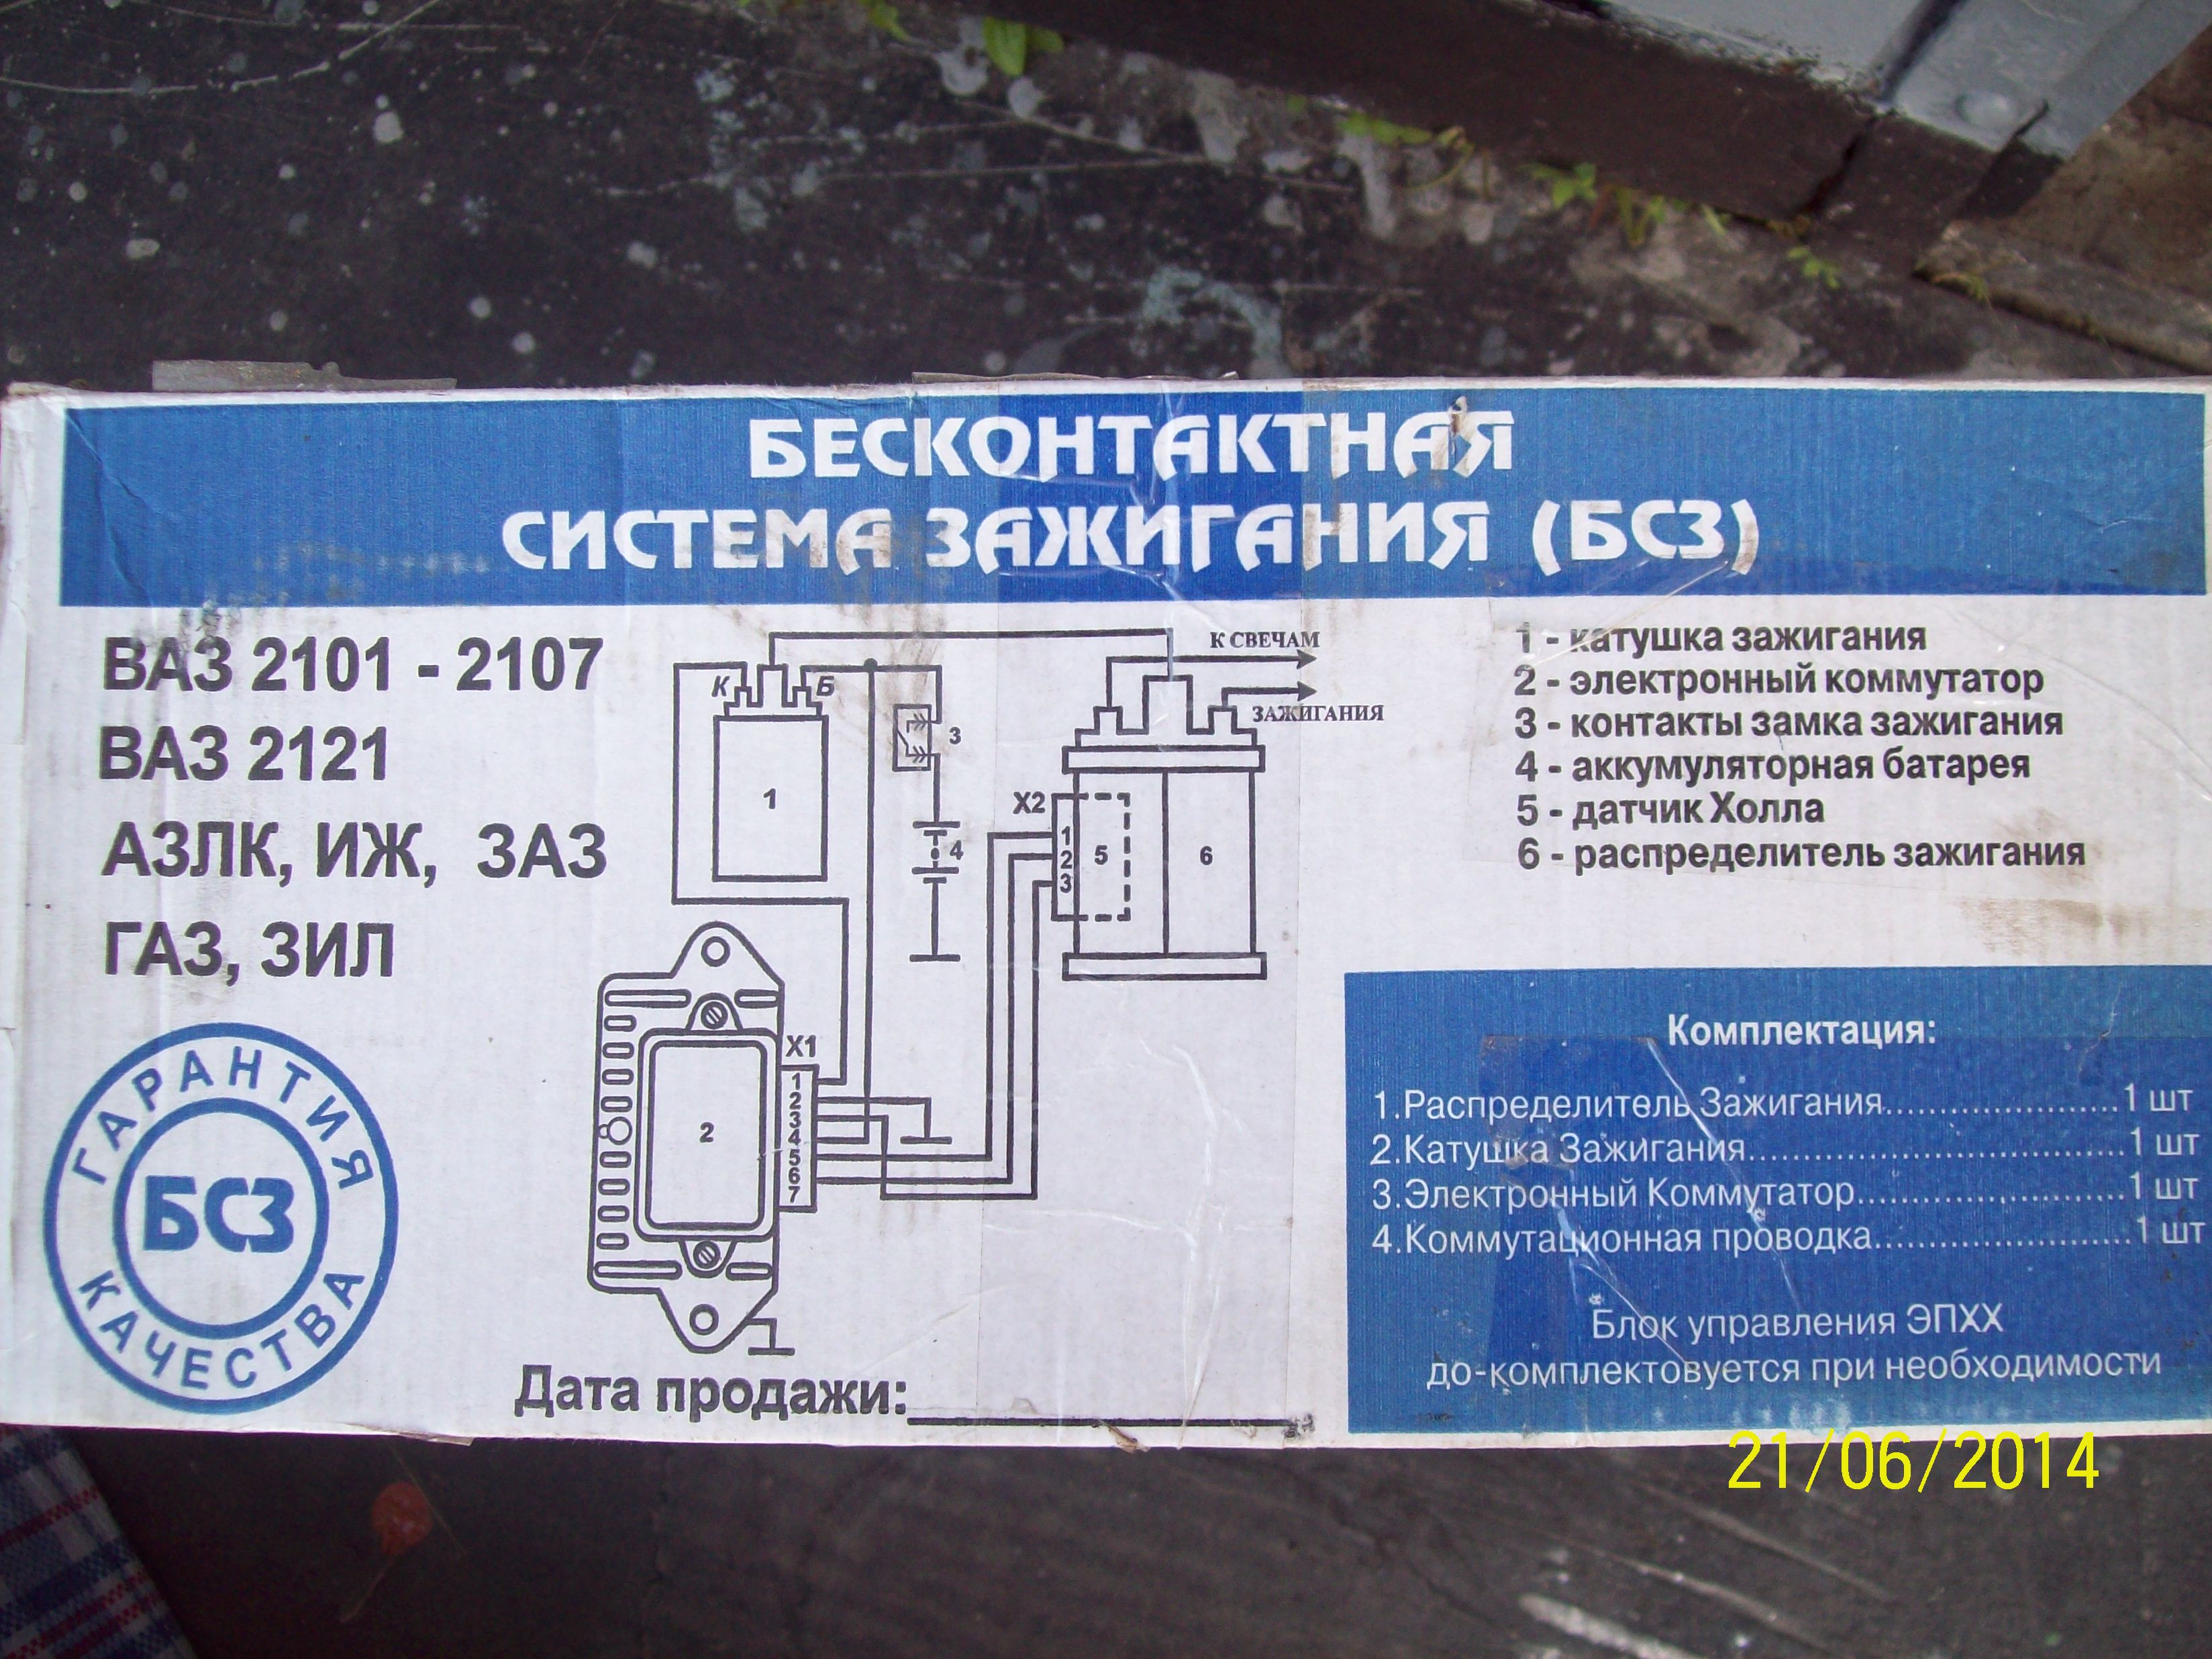 БЕСКОНТАКТНАЯ
СИСТЕМА ЗАЖИГАНИЯ (БСЗ)
ВАЗ 2101 - 2107
ВАЗ 2121
АЗЛК, ИЖ, ЗАЗ
ГАЗ, ЗИЛ
ГАРАНТИЯ
БСЗ
КАЧЕСТВА
К СВЕЧАМ
ЗАЖИГАНИЯ
К
Б
1
3
4
X2
1
2
3
5
6
X1
1
2
3
4
5
6
7
2
Дата продажи:
1 - катушка зажигания
2 - электронный коммутатор
3 - контакты замка зажигания
4 - аккумуляторная батарея
5 - датчик Холла
6 - распределитель зажигания
Комплектация:
1.Распределитель Зажигания......................1 шт
2.Катушка Зажигания...................................1 шт
3.Электронный Коммутатор.........................1 шт
4.Коммутационная проводка........................1 шт
Блок управления ЭПХХ
до-комплектовуется при необходимости
21/06/2014